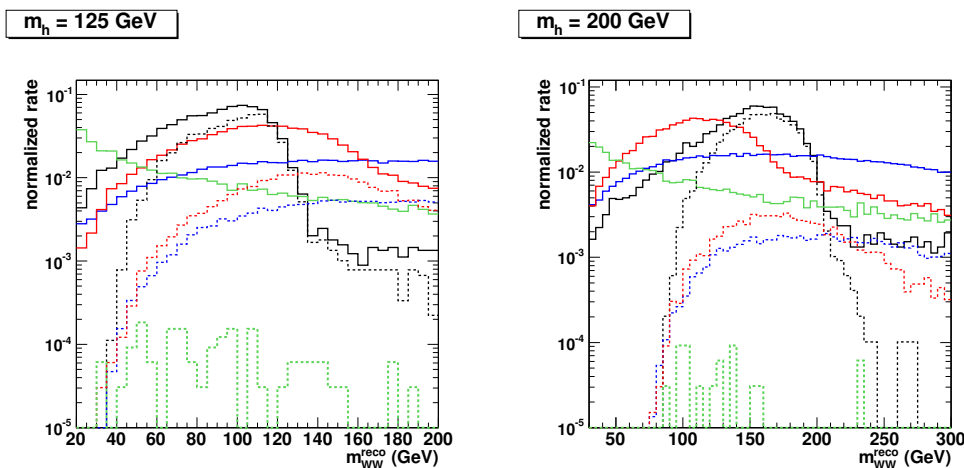 m_h = 125 GeV
m_h = 200 GeV
normalized rate
10^-1
10^-2
10^-3
10^-4
10^-5
20 40 60 80 100 120 140 160 180 200
m_WW^reco (GeV)
normalized rate
10^-1
10^-2
10^-3
10^-4
10^-5
50 100 150 200 250 300
m_WW^reco (GeV)